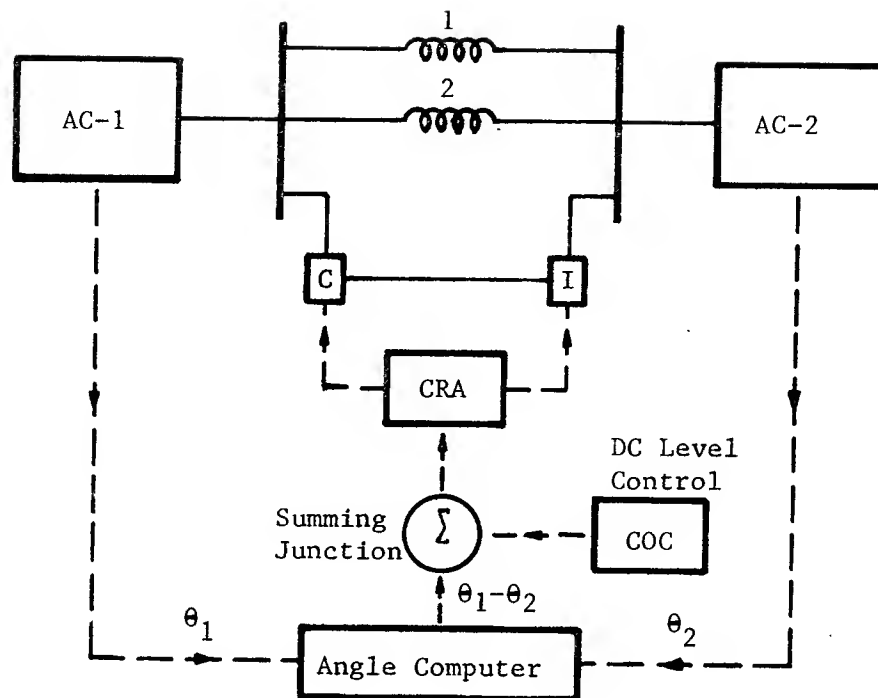 1
2
AC-1
AC-2
C
I
CRA
DC Level
Control
Summing
Junction
Σ
COC
θ1-θ2
θ1
θ2
Angle Computer